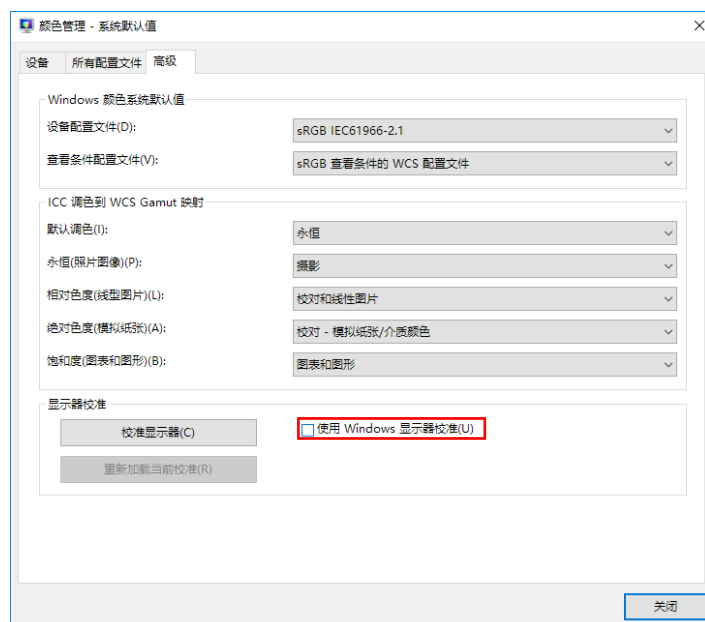 颜色管理 - 系统默认值
设备 所有配置文件 高级
Windows 颜色系统默认值
设备配置文件(D): sRGB IEC61966-2.1
查看条件配置文件(V): sRGB 查看条件的 WCS 配置文件
ICC 调色到 WCS Gamut 映射
默认调色(I): 永恒
永恒(照片图像)(P): 摄影
相对色度(线型图片)(L): 校对和线性图片
绝对色度(模拟纸张)(A): 校对 - 模拟纸张/介质颜色
饱和度(图表和图形)(B): 图表和图形
显示器校准
校准显示器(C) 使用 Windows 显示器校准(U)
重新加载当前校准(R)
关闭